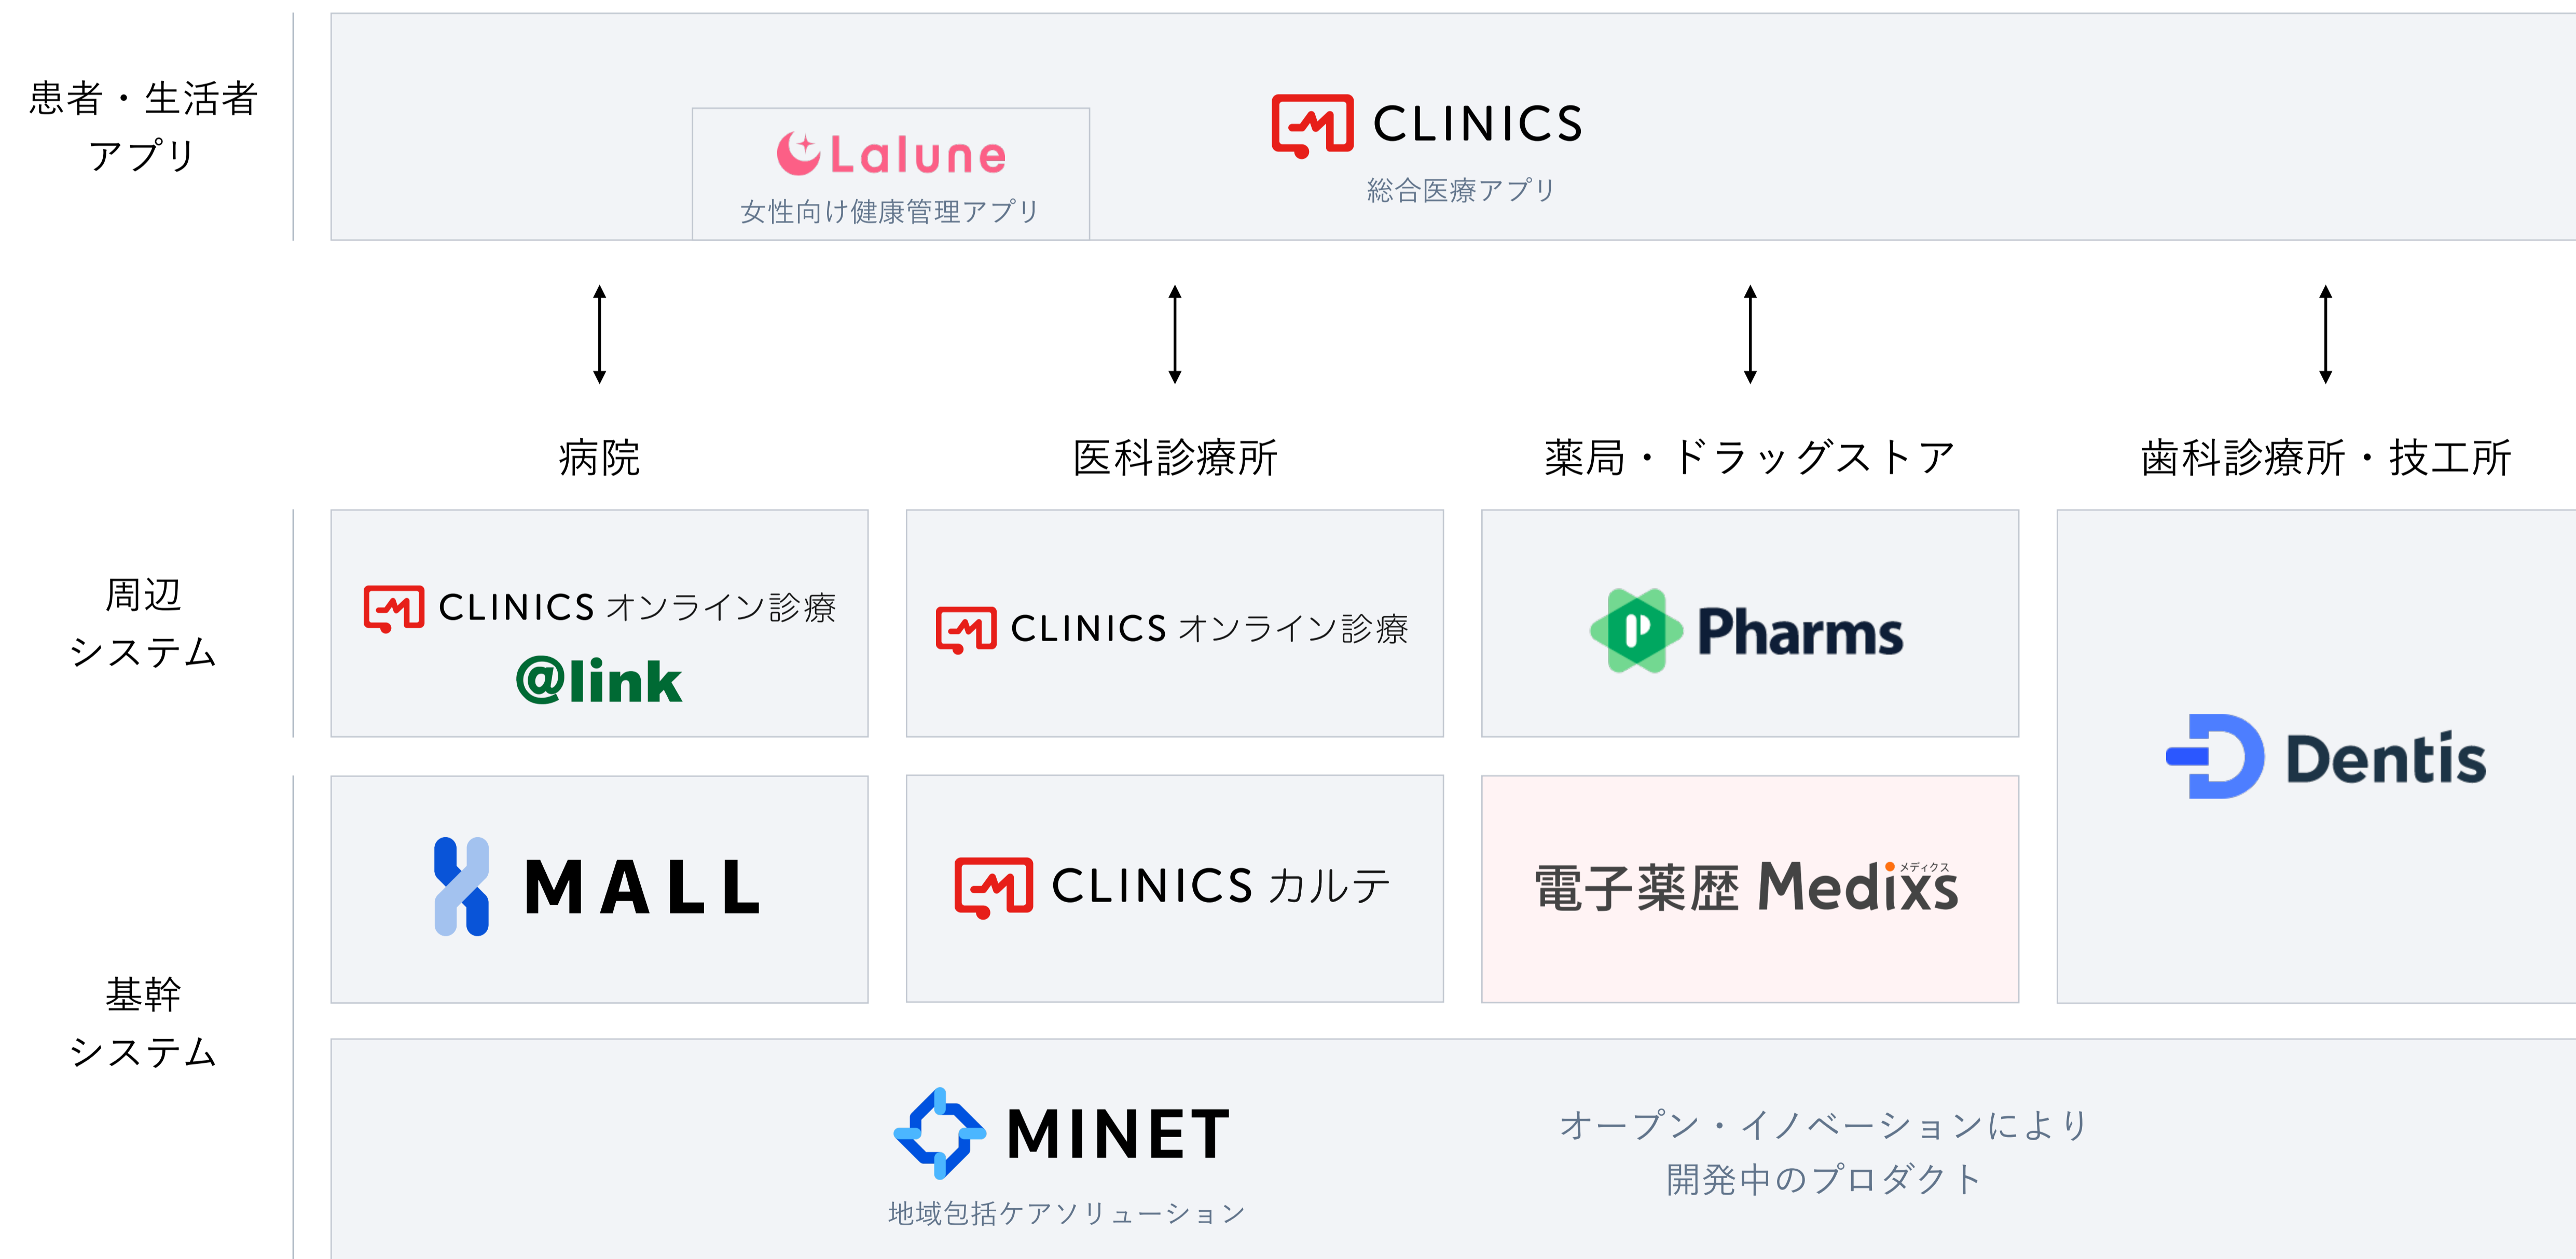 患者・生活者
アプリ
Lalune
女性向け健康管理アプリ
CLINICS
総合医療アプリ
病院
医科診療所
薬局・ドラッグストア
歯科診療所・技工所
周辺
システム
CLINICS オンライン診療
@link
CLINICS オンライン診療
Pharms
Dentis
基幹
システム
MALL
CLINICS カルテ
電子薬歴 Medixs
メディクス
MINET
地域包括ケアソリューション
オープン・イノベーションにより
開発中のプロダクト